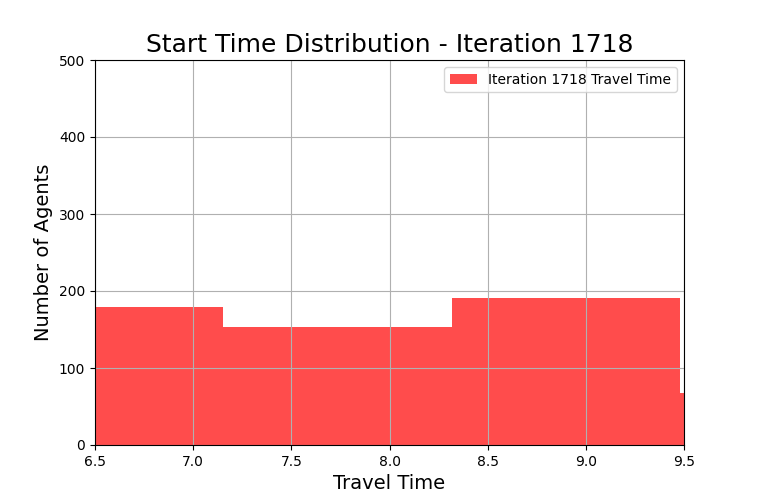 Start Time Distribution - Iteration 1718
Iteration 1718 Travel Time
Number of Agents
500
400
300
200
100
0
6.5 7.0 7.5 8.0 8.5 9.0 9.5
Travel Time